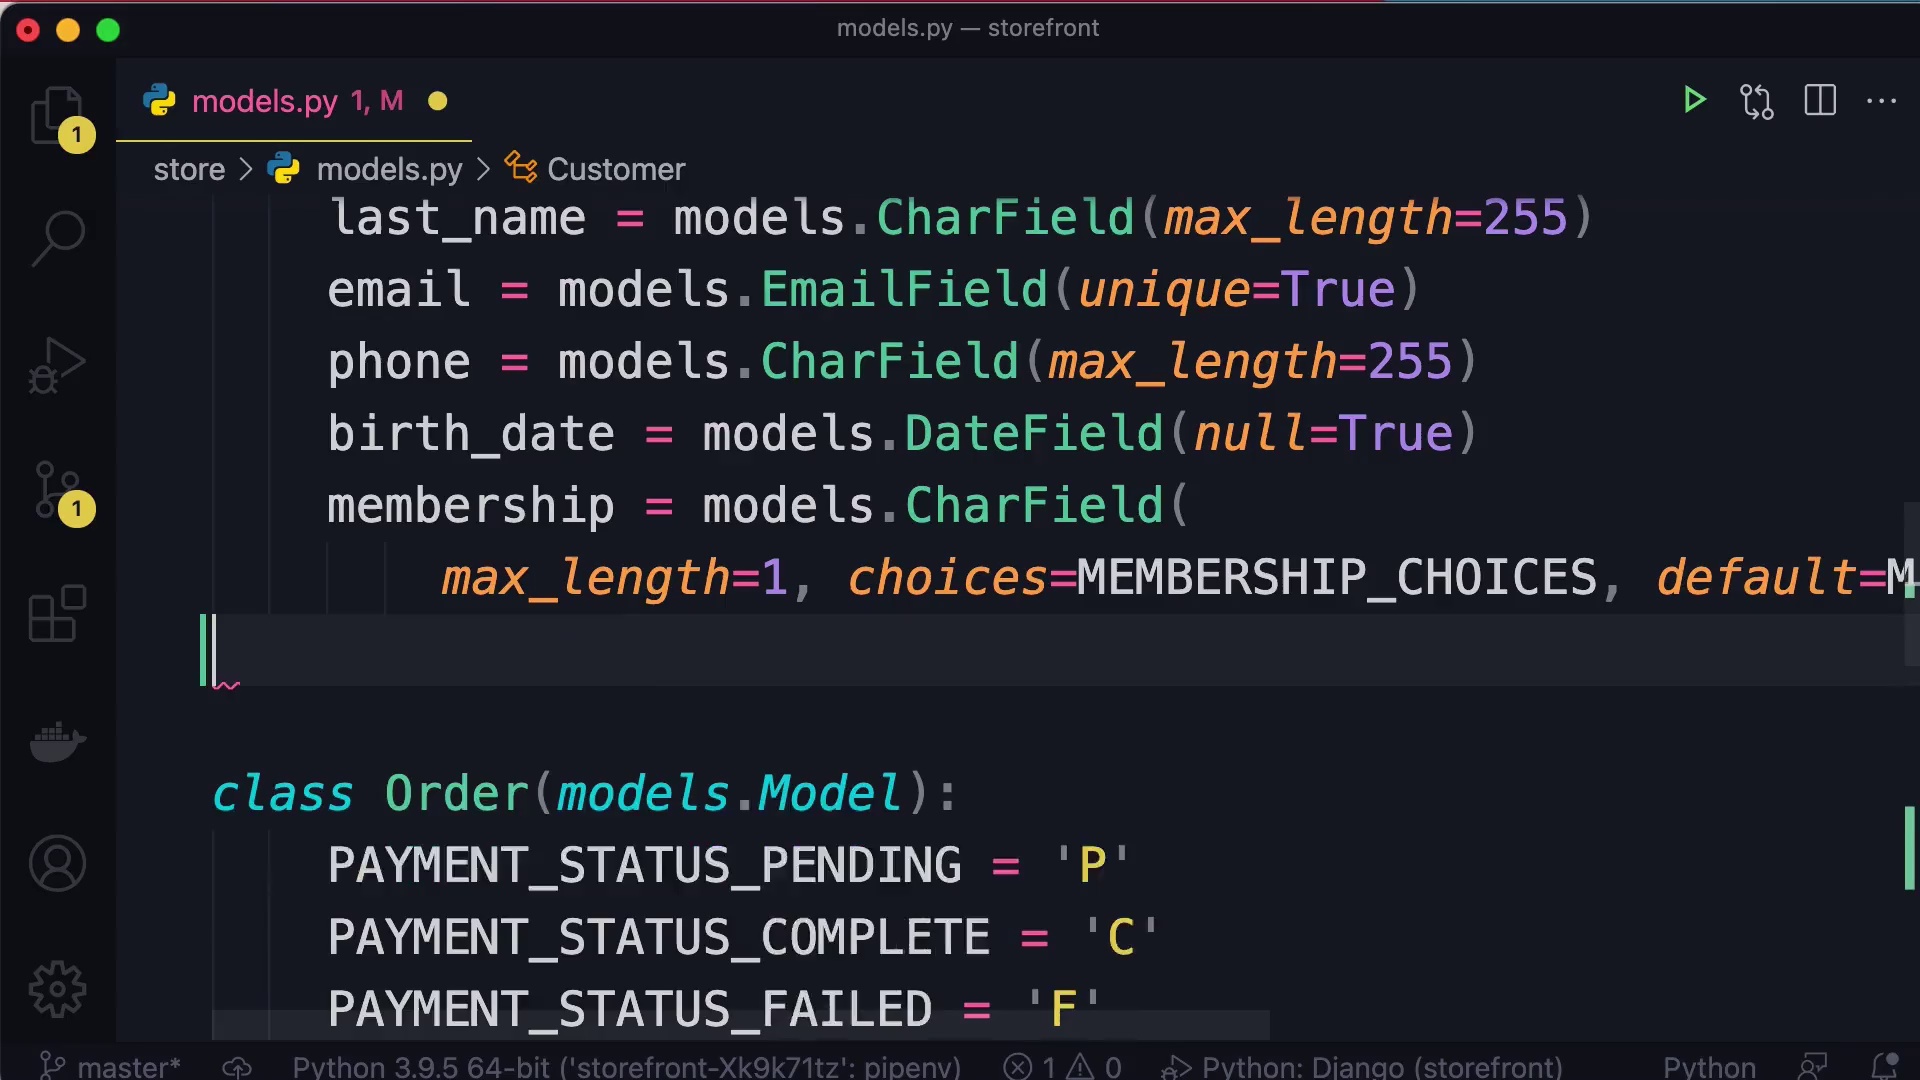 models.py — storefront
models.py 1, M
1
store > models.py > Customer
last_name = models.CharField(max_length=255)
email = models.EmailField(unique=True)
phone = models.CharField(max_length=255)
birth_date = models.DateField(null=True)
membership = models.CharField(
max_length=1, choices=MEMBERSHIP_CHOICES, default=M
1
class Order(models.Model):
PAYMENT_STATUS_PENDING = 'P'
PAYMENT_STATUS_COMPLETE = 'C'
PAYMENT_STATUS_FAILED = 'F'
master* Python 3.9.5 64-bit ('storefront-Xk9k71tz': pipenv) 1 0 Python: Django (storefront) Python